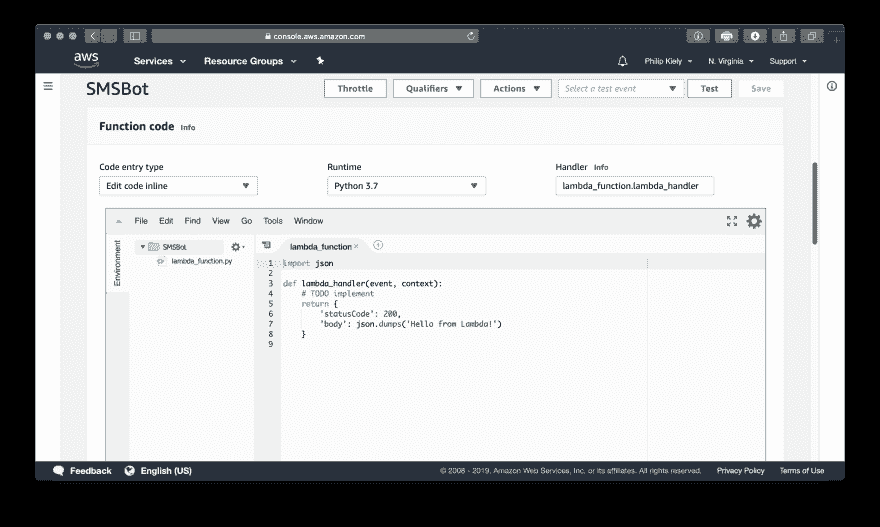 console.aws.amazon.com
aws Services Resource Groups Philip Kiely N. Virginia Support
SMSBot Throttle Qualifiers Actions Select a test event Test Save
Function code Info
Code entry type Runtime Handler Info
Edit code inline Python 3.7 lambda_function.lambda_handler
File Edit Find View Go Tools Window
Environment
SMSBot lambda_function
lambda_function.py
1 import json
2
3 def lambda_handler(event, context):
4 # TODO implement
5 return {
6 'statusCode': 200,
7 'body': json.dumps('Hello from Lambda!')
8 }
9
Feedback English (US) © 2008 - 2019, Amazon Web Services, Inc. or its affiliates. All rights reserved. Privacy Policy Terms of Use